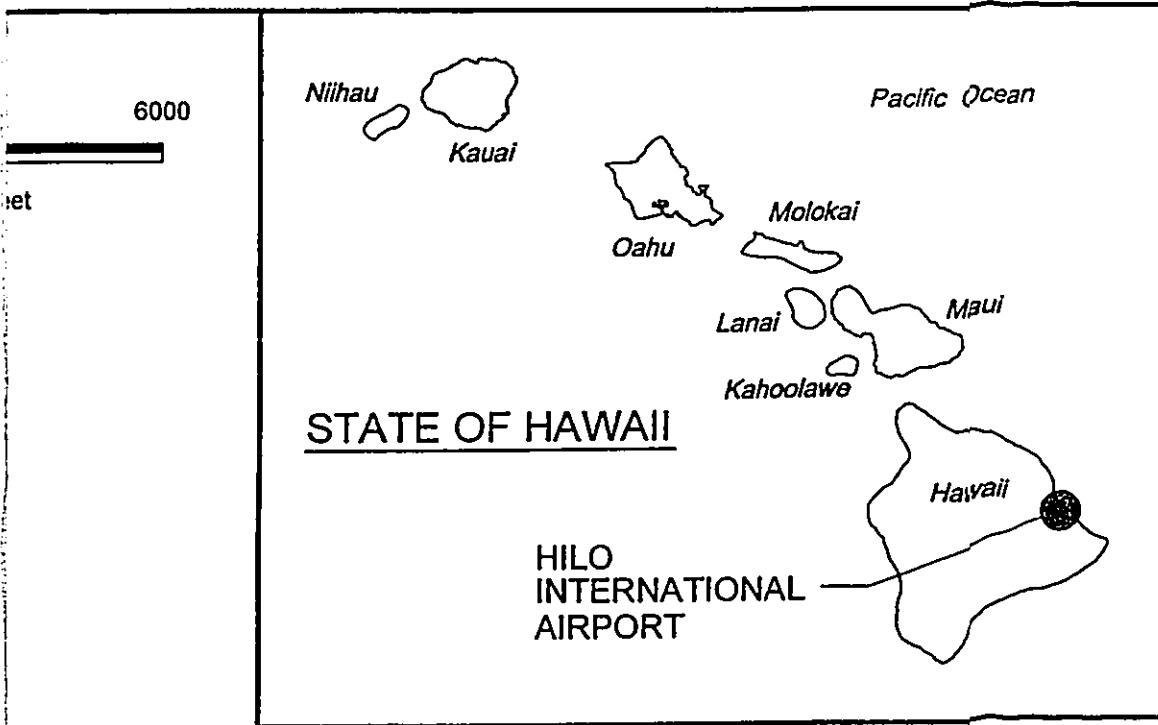 6000
Niihau
Kauai
Pacific Ocean
Oahu
Molokai
Lanai
Maui
Kahoolawe
STATE OF HAWAII
Hawaii
HILO
INTERNATIONAL
AIRPORT